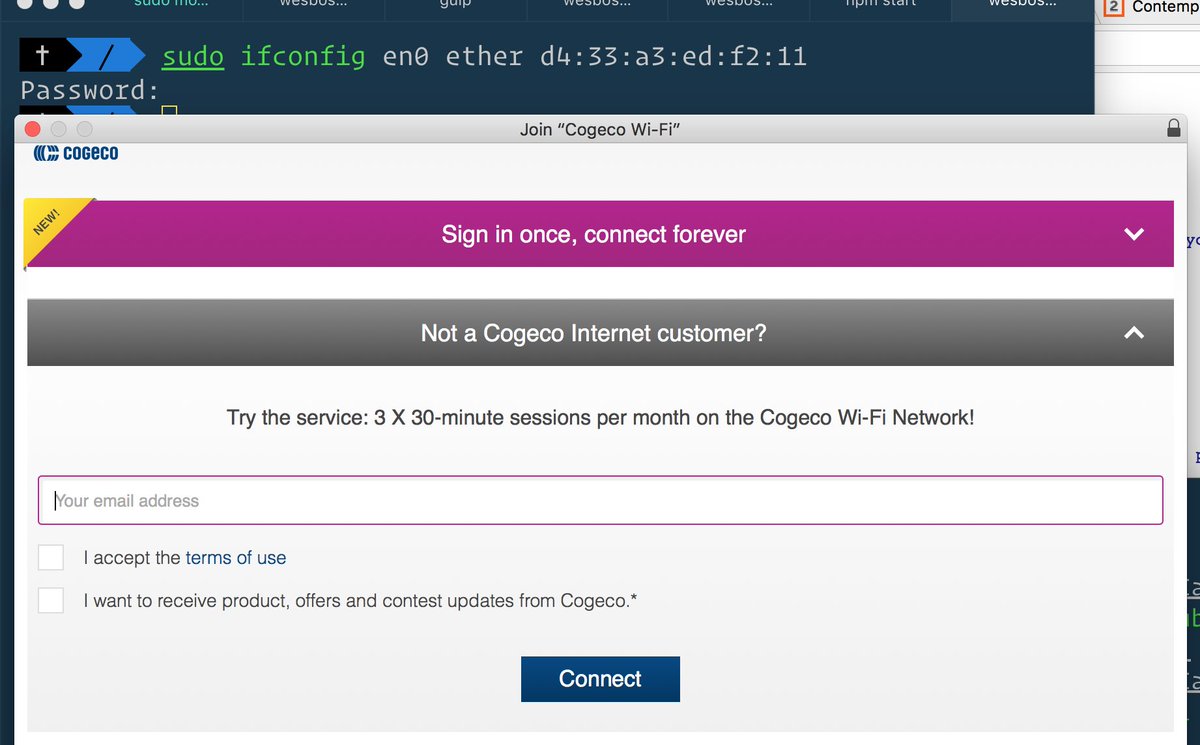 sudo mo... wesbos... gulp wesbos... wesbos... npm start wesbos... 2 Contemp
† / sudo ifconfig en0 ether d4:33:a3:ed:f2:11
Password:
Join “Cogeco Wi-Fi”
COGECO
NEW!
Sign in once, connect forever
Not a Cogeco Internet customer?
Try the service: 3 X 30-minute sessions per month on the Cogeco Wi-Fi Network!
Your email address
I accept the terms of use
I want to receive product, offers and contest updates from Cogeco.*
Connect